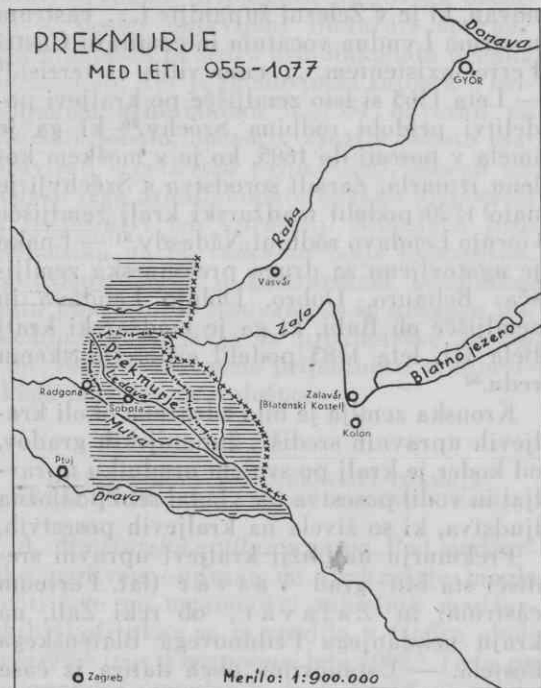 PREKMURJE
MED LETI 955-1077
Donava
GYÖR
Raba
Vasvár
Zala
Blatno jezero
Prekmurje
Radgona
Ledava
Sobota
Mura
Zalavár
(Blatenski Kostel)
Kolon
Ptuj
Drava
Zagreb
Merilo: 1:900.000